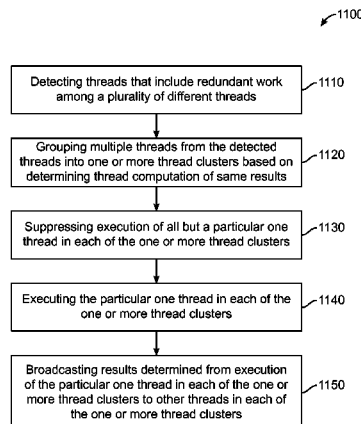 1100
Detecting threads that include redundant work
among a plurality of different threads
1110
Grouping multiple threads from the detected
threads into one or more thread clusters based on
determining thread computation of same results
1120
Suppressing execution of all but a particular one
thread in each of the one or more thread clusters
1130
Executing the particular one thread in each of the
one or more thread clusters
1140
Broadcasting results determined from execution
of the particular one thread in each of the one or
more thread clusters to other threads in each of
the one or more thread clusters
1150